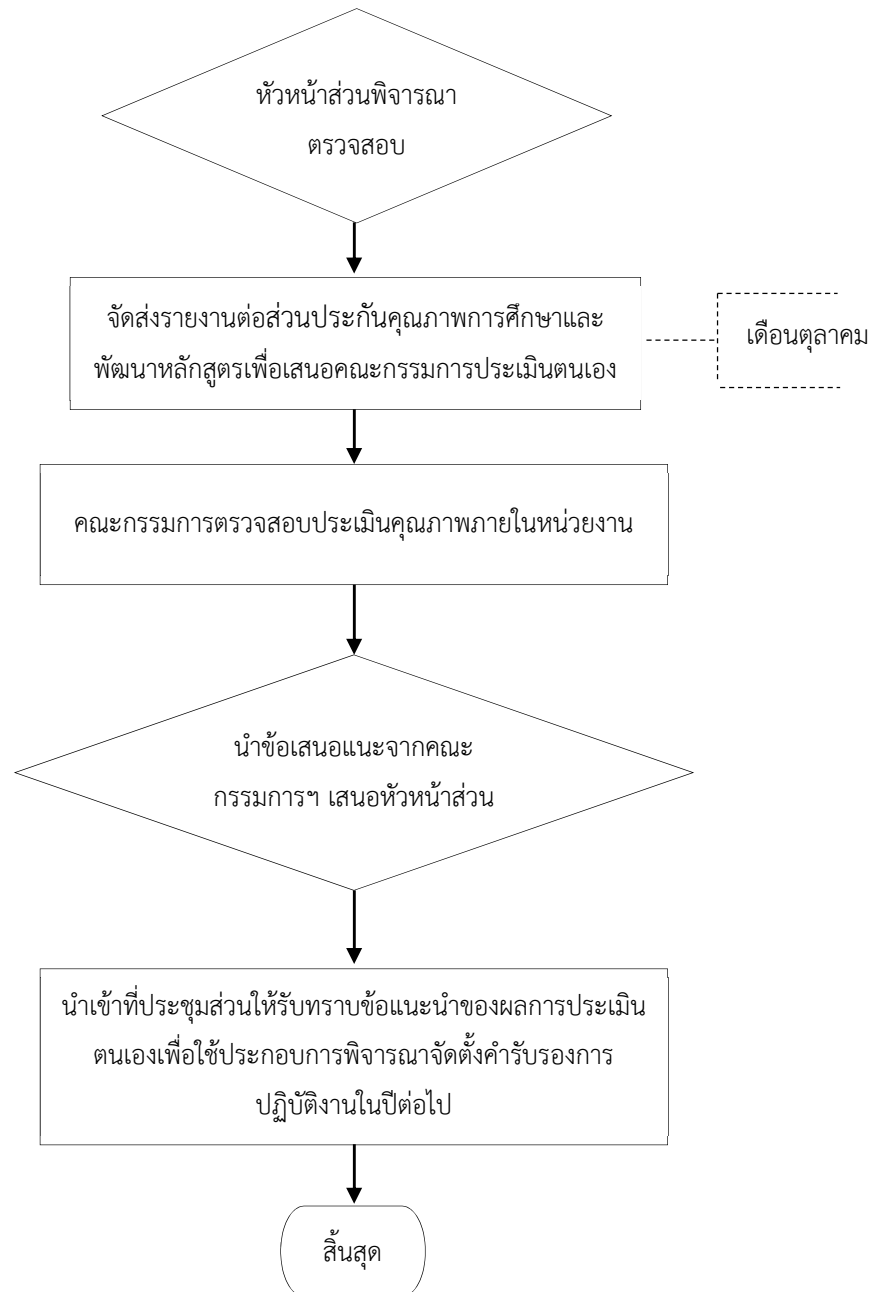 หัวหน้าส่วนพิจารณา
ตรวจสอบ
จัดส่งรายงานต่อส่วนประกันคุณภาพการศึกษาและ
พัฒนาหลักสูตรเพื่อเสนอคณะกรรมการประเมินตนเอง
เดือนตุลาคม
คณะกรรมการตรวจสอบประเมินคุณภาพภายในหน่วยงาน
นำข้อเสนอแนะจากคณะ
กรรมการฯ เสนอหัวหน้าส่วน
นำเข้าที่ประชุมส่วนให้รับทราบข้อแนะนำของผลการประเมิน
ตนเองเพื่อใช้ประกอบการพิจารณาจัดตั้งคำรับรองการ
ปฏิบัติงานในปีต่อไป
สิ้นสุด